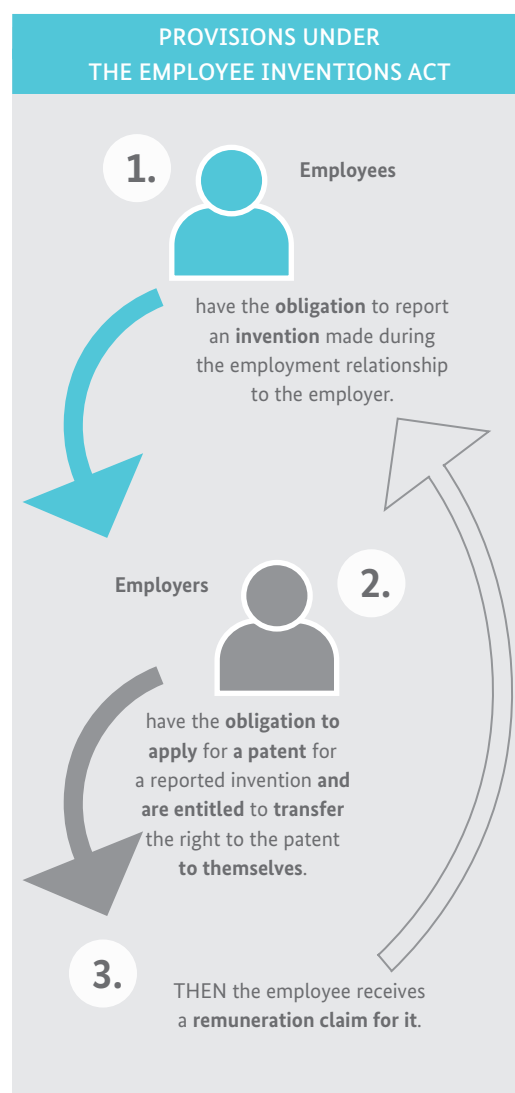 PROVISIONS UNDER
THE EMPLOYEE INVENTIONS ACT
1.
Employees
have the obligation to report
an invention made during
the employment relationship
to the employer.
Employers
2.
have the obligation to
apply for a patent for
a reported invention and
are entitled to transfer
the right to the patent
to themselves.
3.
THEN the employee receives
a remuneration claim for it.